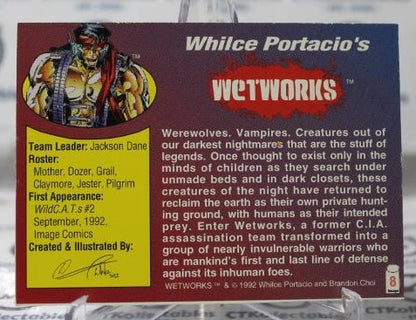 Whilce Portacio's
WETWORKS ™
™
Team Leader: Jackson Dane
Roster:
Mother, Dozer, Grail,
Claymore, Jester, Pilgrim
First Appearance:
WildC.A.T.s #2
September, 1992,
Image Comics
Created & Illustrated By:
Werewolves. Vampires. Creatures out of
our darkest nightmares that are the stuff of
legends. Once thought to exist only in the
minds of children as they search under
unmade beds and in dark closets, these
creatures of the night have returned to
reclaim the earth as their own private hunt-
ing ground, with humans as their intended
prey. Enter Wetworks, a former C.I.A.
assassination team transformed into a
group of nearly invulnerable warriors who
are mankind's first and last line of defense
against its inhuman foes.
WETWORKS ™ & © 1992 Whilce Portacio and Brandon Choi
8